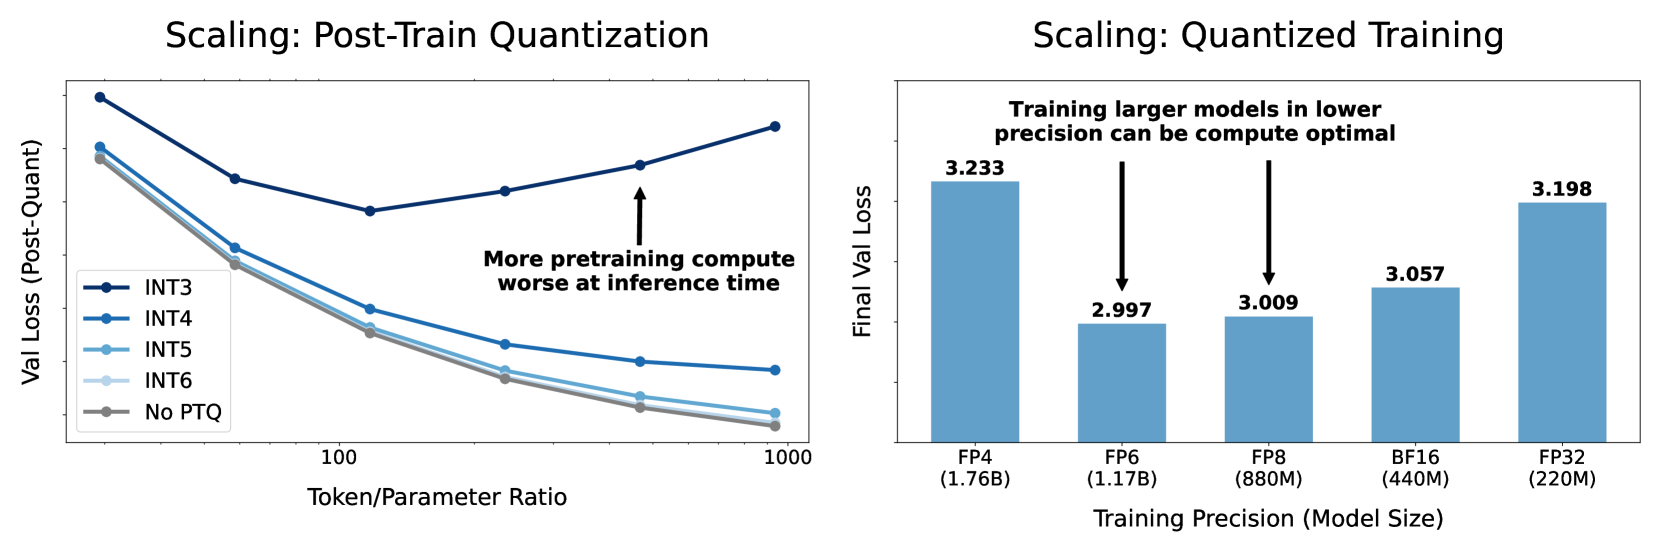 Scaling: Post-Train Quantization
Val Loss (Post-Quant)
More pretraining compute
worse at inference time
INT3
INT4
INT5
INT6
No PTQ
100
1000
Token/Parameter Ratio
Scaling: Quantized Training
Final Val Loss
Training larger models in lower
precision can be compute optimal
3.233
2.997
3.009
3.057
3.198
FP4
(1.76B)
FP6
(1.17B)
FP8
(880M)
BF16
(440M)
FP32
(220M)
Training Precision (Model Size)